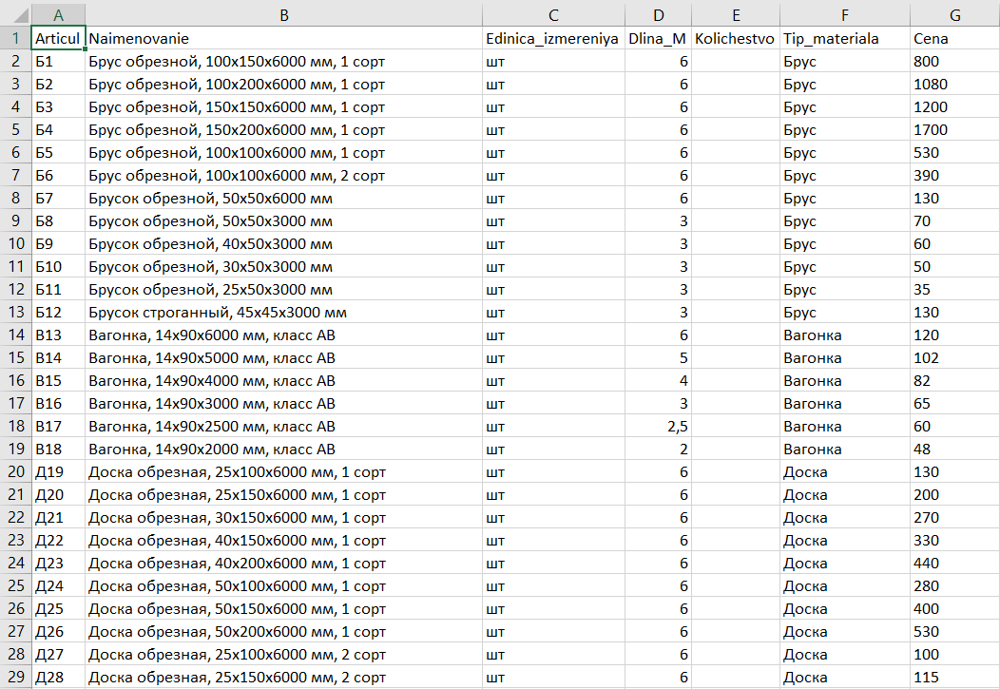 A B C D E F G
1 Articul Naimenovanie Edinica_izmereniya Dlina_M Kolichestvo Tip_materiala Cena
2 Б1 Брус обрезной, 100х150х6000 мм, 1 сорт шт 6 Брус 800
3 Б2 Брус обрезной, 100х200х6000 мм, 1 сорт шт 6 Брус 1080
4 Б3 Брус обрезной, 150х150х6000 мм, 1 сорт шт 6 Брус 1200
5 Б4 Брус обрезной, 150х200х6000 мм, 1 сорт шт 6 Брус 1700
6 Б5 Брус обрезной, 100х100х6000 мм, 1 сорт шт 6 Брус 530
7 Б6 Брус обрезной, 100х100х6000 мм, 2 сорт шт 6 Брус 390
8 Б7 Брусок обрезной, 50х50х6000 мм шт 6 Брус 130
9 Б8 Брусок обрезной, 50х50х3000 мм шт 3 Брус 70
10 Б9 Брусок обрезной, 40х50х3000 мм шт 3 Брус 60
11 Б10 Брусок обрезной, 30х50х3000 мм шт 3 Брус 50
12 Б11 Брусок обрезной, 25х50х3000 мм шт 3 Брус 35
13 Б12 Брусок строганный, 45х45х3000 мм шт 3 Брус 130
14 В13 Вагонка, 14х90х6000 мм, класс АВ шт 6 Вагонка 120
15 В14 Вагонка, 14х90х5000 мм, класс АВ шт 5 Вагонка 102
16 В15 Вагонка, 14х90х4000 мм, класс АВ шт 4 Вагонка 82
17 В16 Вагонка, 14х90х3000 мм, класс АВ шт 3 Вагонка 65
18 В17 Вагонка, 14х90х2500 мм, класс АВ шт 2,5 Вагонка 60
19 В18 Вагонка, 14х90х2000 мм, класс АВ шт 2 Вагонка 48
20 Д19 Доска обрезная, 25х100х6000 мм, 1 сорт шт 6 Доска 130
21 Д20 Доска обрезная, 25х150х6000 мм, 1 сорт шт 6 Доска 200
22 Д21 Доска обрезная, 30х150х6000 мм, 1 сорт шт 6 Доска 270
23 Д22 Доска обрезная, 40х150х6000 мм, 1 сорт шт 6 Доска 330
24 Д23 Доска обрезная, 40х200х6000 мм, 1 сорт шт 6 Доска 440
25 Д24 Доска обрезная, 50х100х6000 мм, 1 сорт шт 6 Доска 280
26 Д25 Доска обрезная, 50х150х6000 мм, 1 сорт шт 6 Доска 400
27 Д26 Доска обрезная, 50х200х6000 мм, 1 сорт шт 6 Доска 530
28 Д27 Доска обрезная, 25х100х6000 мм, 2 сорт шт 6 Доска 100
29 Д28 Доска обрезная, 25х150х6000 мм, 2 сорт шт 6 Доска 115